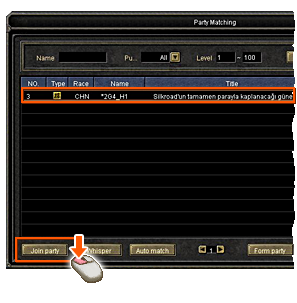 Party Matching
Name Pu... All Level 1 ~ 100
NO. Type Race Name Title
3 CHN *2G4_H1 Silkroad'un tamamen parayla kaplanacağı güne
Join party Whisper Auto match 1 Form party